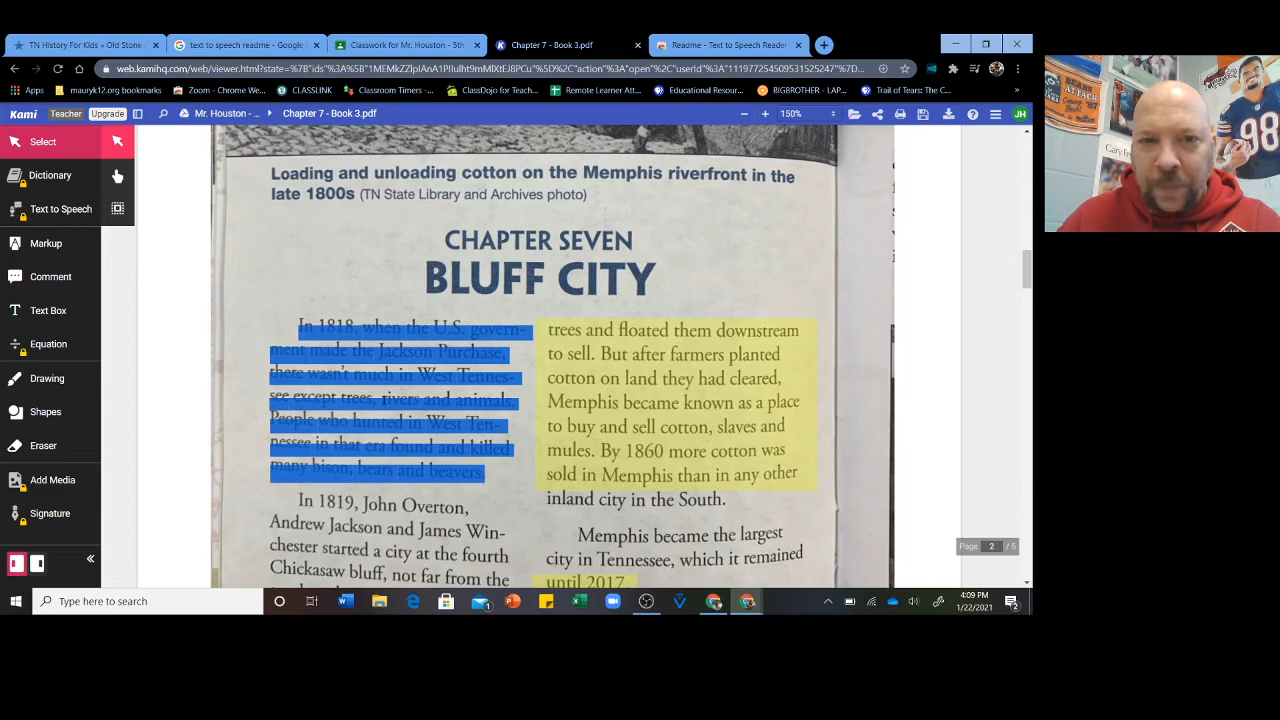 TN History For Kids » Old Stone
text to speech readme - Google
Classwork for Mr. Houston - 5th
Chapter 7 - Book 3.pdf
Readme - Text to Speech Reader
Apps
mauryk12.org bookmarks
Zoom - Chrome We...
CLASSLINK
Classroom Timers -...
ClassDojo for Teach...
Remote Learner Att...
Educational Resour...
BIGBROTHER - LAP...
Trail of Tears: The C...
Kami
Teacher
Upgrade
Mr. Houston - ...
Chapter 7 - Book 3.pdf
150%
JH
Select
Dictionary
Text to Speech
Markup
Comment
Text Box
Equation
Drawing
Shapes
Eraser
Add Media
Signature
Loading and unloading cotton on the Memphis riverfront in the
late 1800s (TN State Library and Archives photo)
CHAPTER SEVEN
BLUFF CITY
In 1818, when the U.S. govern-
ment made the Jackson Purchase,
there wasn't much in West Tennes-
see except trees, rivers and animals.
People who hunted in West Ten-
nessee in that era found and killed
many bison, bears and beavers.
In 1819, John Overton,
Andrew Jackson and James Win-
chester started a city at the fourth
Chickasaw bluff, not far from the
trees and floated them downstream
to sell. But after farmers planted
cotton on land they had cleared,
Memphis became known as a place
to buy and sell cotton, slaves and
mules. By 1860 more cotton was
sold in Memphis than in any other
inland city in the South.
Memphis became the largest
city in Tennessee, which it remained
until 2017.
Page 2 / 5
Type here to search
4:09 PM
1/22/2021
98